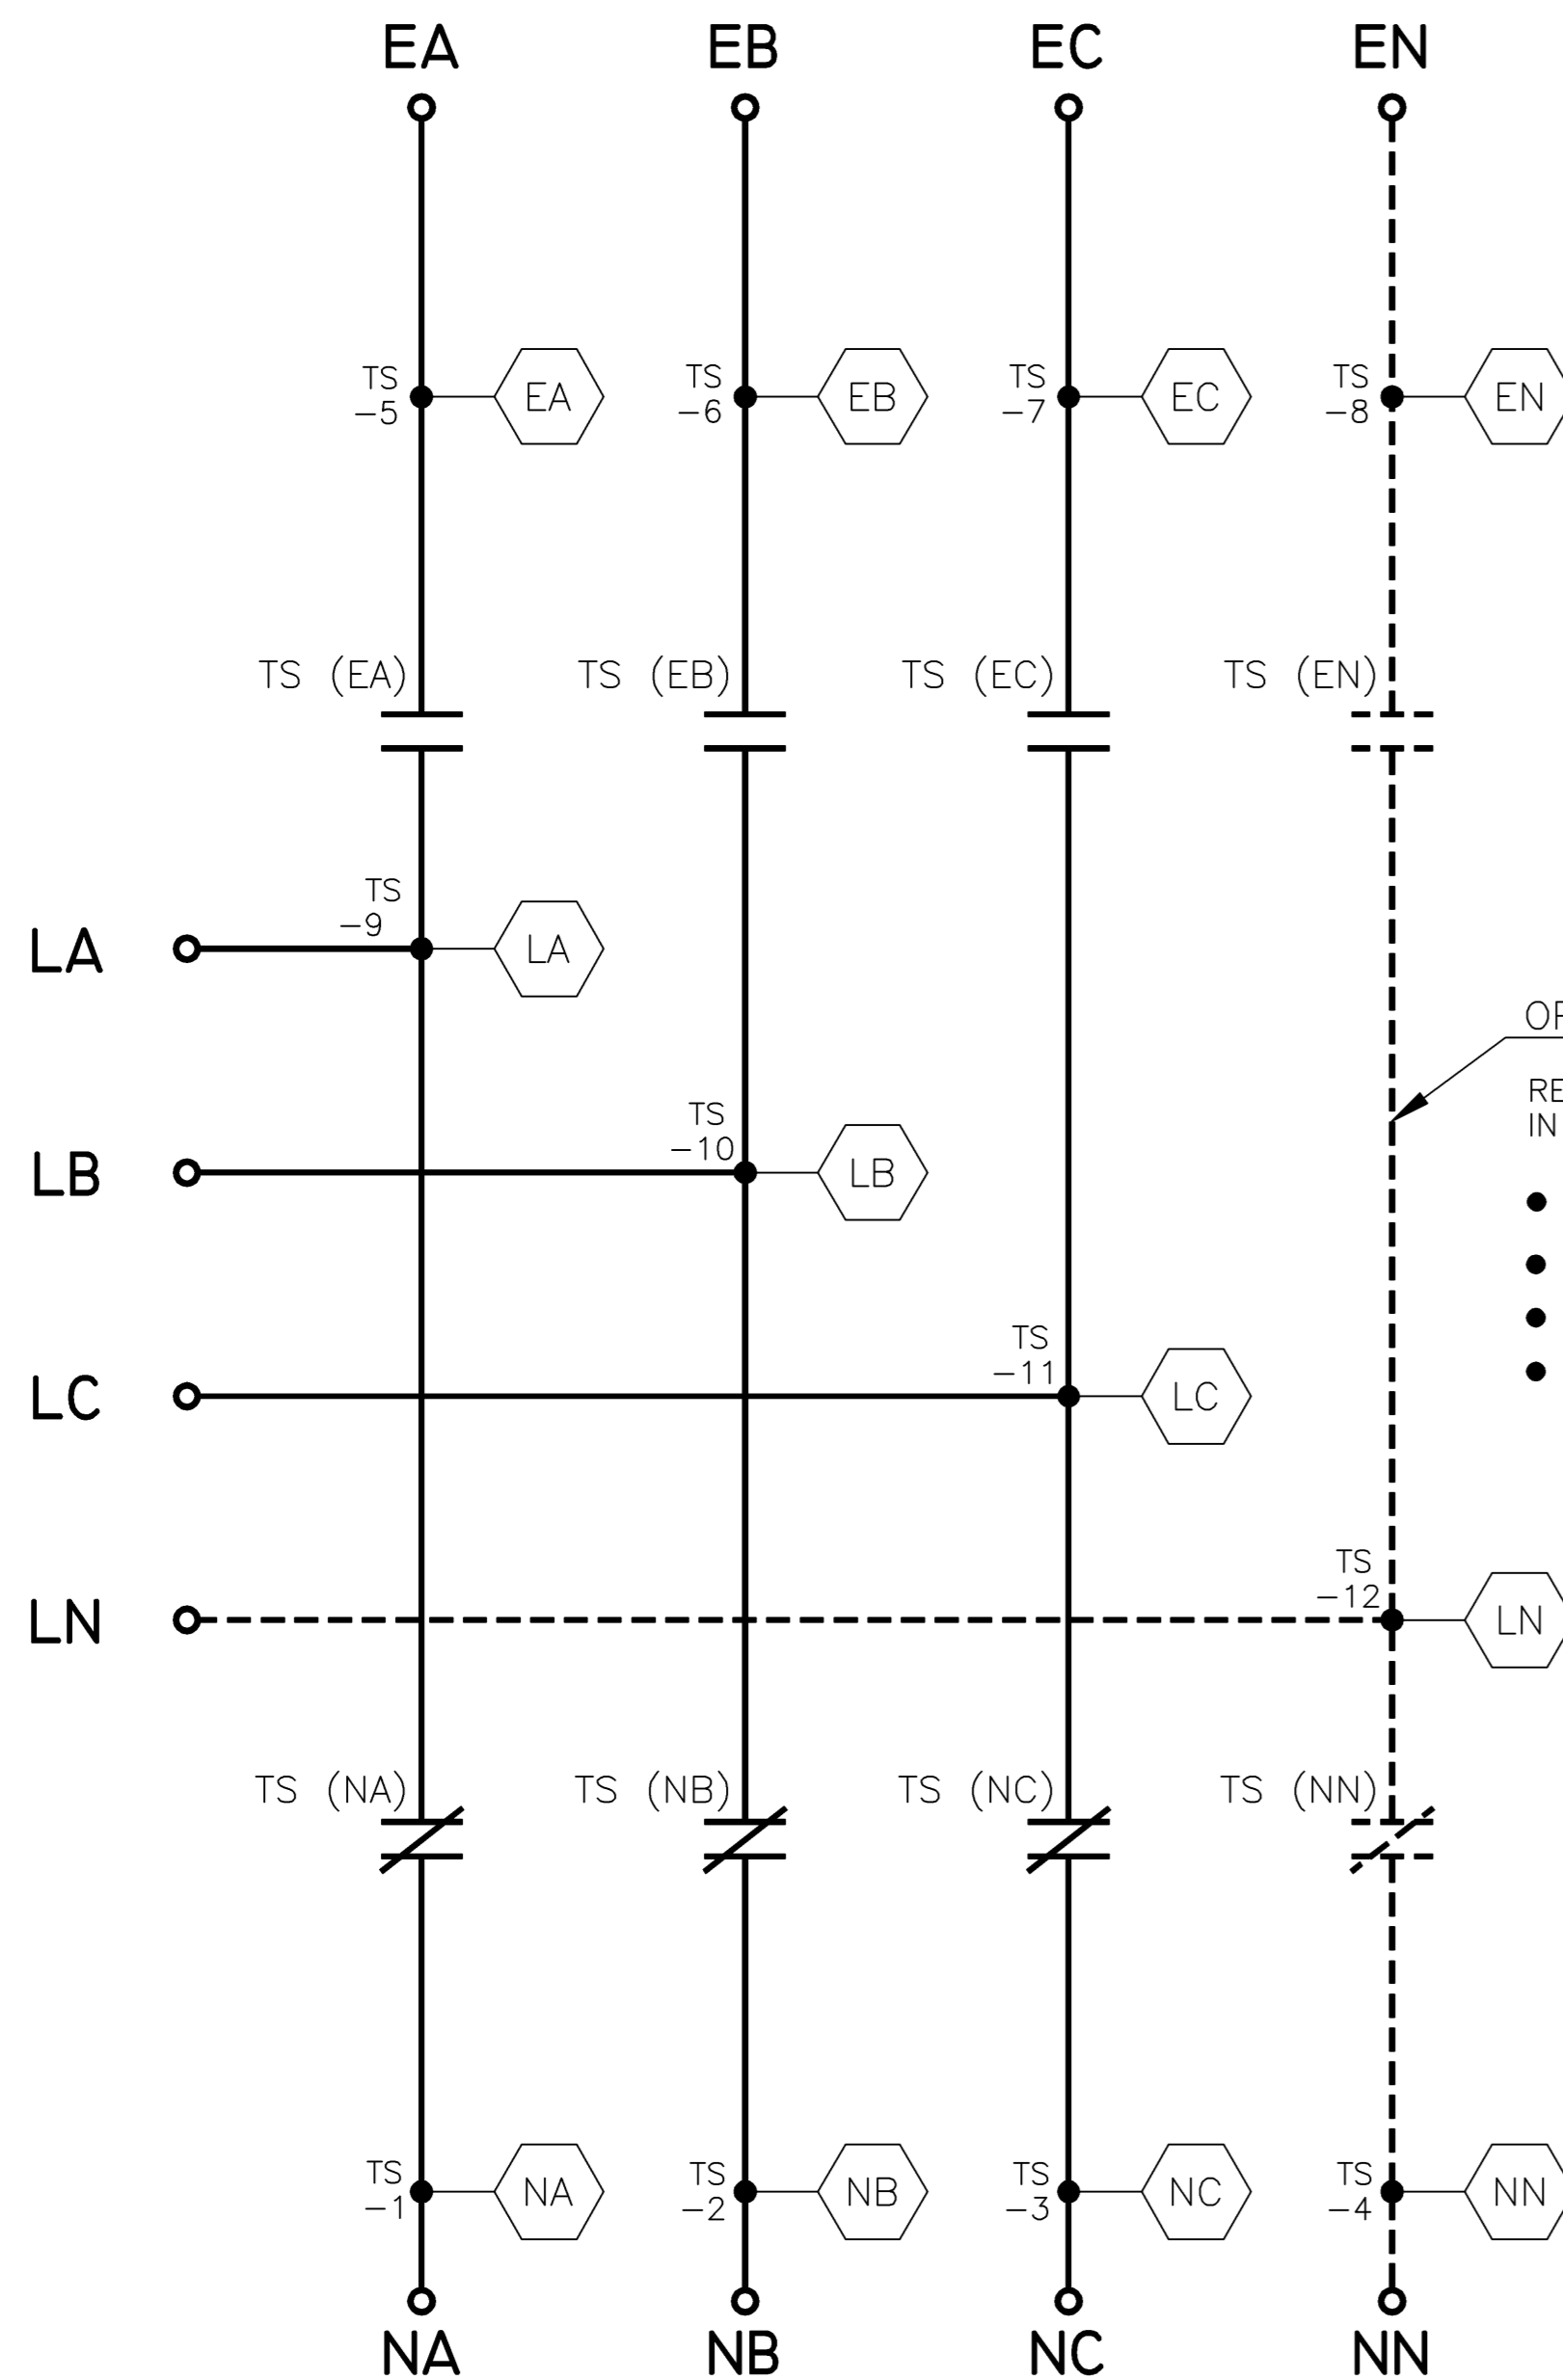 EA EB EC EN
TS TS TS TS
-5 EA -6 EB -7 EC -8 EN
TS (EA) TS (EB) TS (EC) TS (EN)
TS
-9
LA LA
OP
RE
IN
TS
-10
LB LB
TS
-11
LC LC
TS
-12
LN LN
TS (NA) TS (NB) TS (NC) TS (NN)
TS TS TS TS
-1 NA -2 NB -3 NC -4 NN
NA NB NC NN